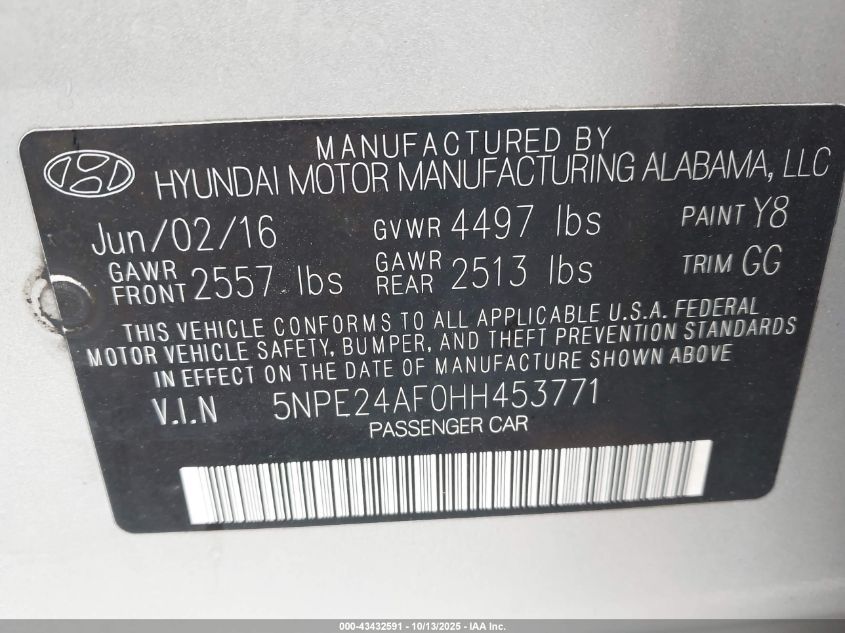 MANUFACTURED BY
HYUNDAI MOTOR MANUFACTURING ALABAMA, LLC
Jun/02/16 GVWR 4497 lbs PAINT Y8
GAWR FRONT 2557 lbs GAWR REAR 2513 lbs TRIM GG
THIS VEHICLE CONFORMS TO ALL APPLICABLE U.S.A. FEDERAL
MOTOR VEHICLE SAFETY, BUMPER, AND THEFT PREVENTION STANDARDS
IN EFFECT ON THE DATE OF MANUFACTURE SHOWN ABOVE
V.I.N 5NPE24AF0HH453771
PASSENGER CAR
000-43432591 - 10/13/2025 - IAA Inc.